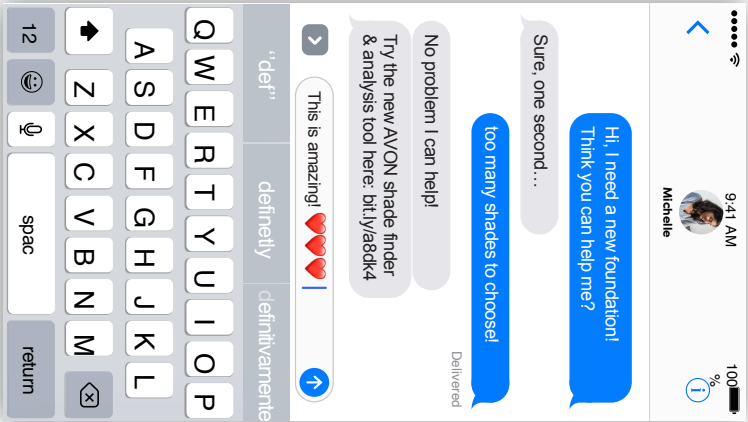 9:41 AM
100
%
Michelle
Hi, I need a new foundation!
Think you can help me?
Sure, one second…
too many shades to choose!
Delivered
No problem I can help!
Try the new AVON shade finder
& analysis tool here: bit.ly/a8dk4
This is amazing! ❤️❤️❤️
“def” definetly definitivamente
Q W E R T Y U I O P
A S D F G H J K L
Z X C V B N M
12 spac return